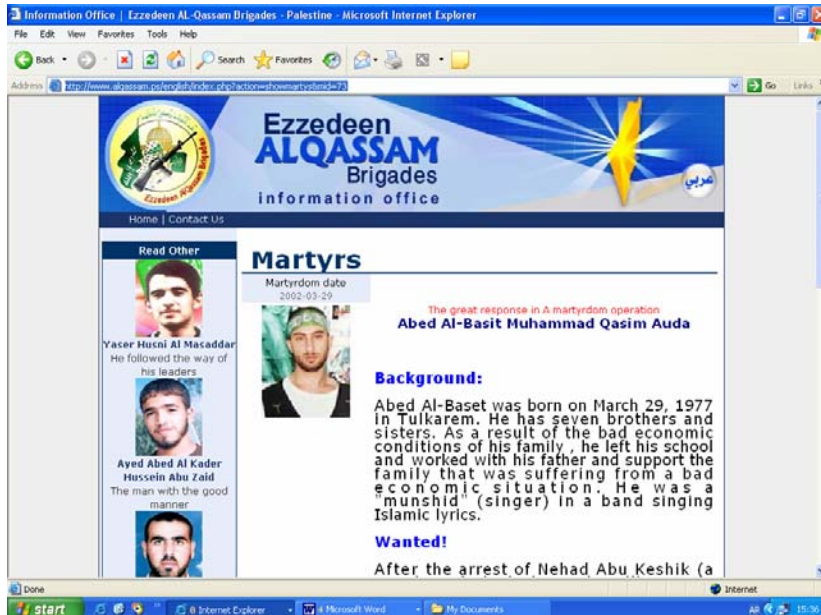 Information Office | Ezzedeen AL-Qassam Brigades - Palestine - Microsoft Internet Explorer
File Edit View Favorites Tools Help
Back Search Favorites
Address http://www.alqassam.ps/english/index.php?action=showmartys&mid=73 Go Links
Ezzedeen
ALQASSAM
Brigades
information office
Ezzedeen AlQassam Brigades
عربي
Home | Contact Us
Read Other
Yaser Husni Al Masaddar
He followed the way of
his leaders
Ayed Abed Al Kader
Hussein Abu Zaid
The man with the good
manner
Martyrs
Martyrdom date
2002-03-29
The great response in A martyrdom operation
Abed Al-Basit Muhammad Qasim Auda
Background:
Abed Al-Baset was born on March 29, 1977
in Tulkarem. He has seven brothers and
sisters. As a result of the bad economic
conditions of his family , he left his school
and worked with his father and support the
family that was suffering from a bad
economic situation. He was a
"munshid" (singer) in a band singing
Islamic lyrics.
Wanted!
After the arrest of Nehad Abu Keshik (a
Done Internet
start 8 Internet Explorer 4 Microsoft Word My Documents AR 15:36